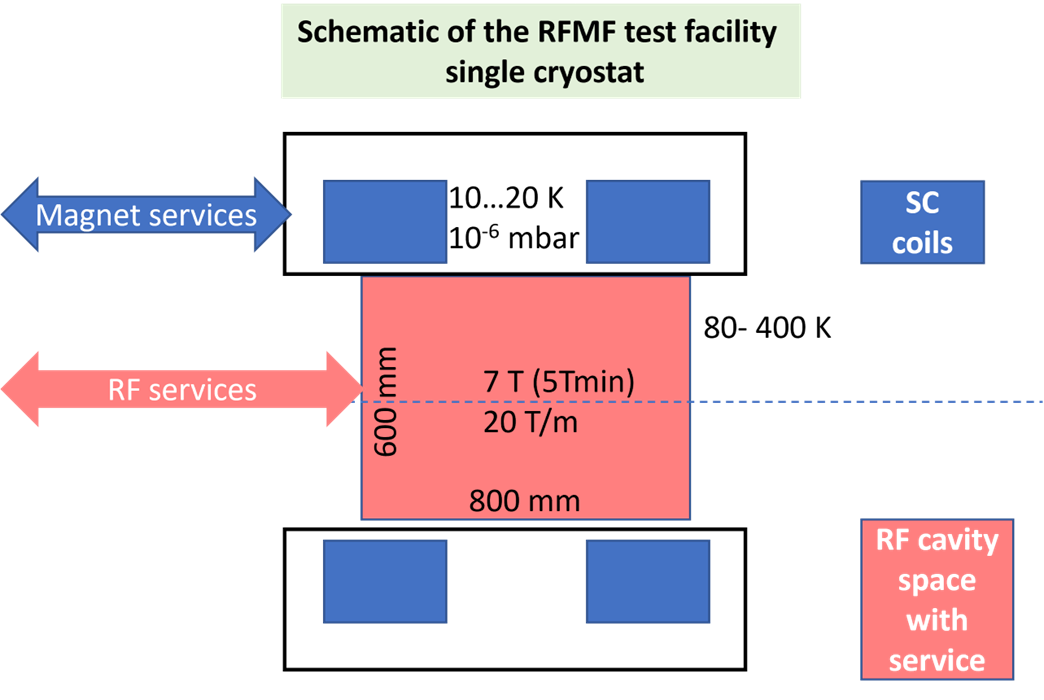 Schematic of the RFMF test facility
single cryostat
10...20 K
10⁻⁶ mbar
Magnet services
SC
coils
80- 400 K
RF services
600 mm
7 T (5Tmin)
20 T/m
800 mm
RF cavity
space
with
service